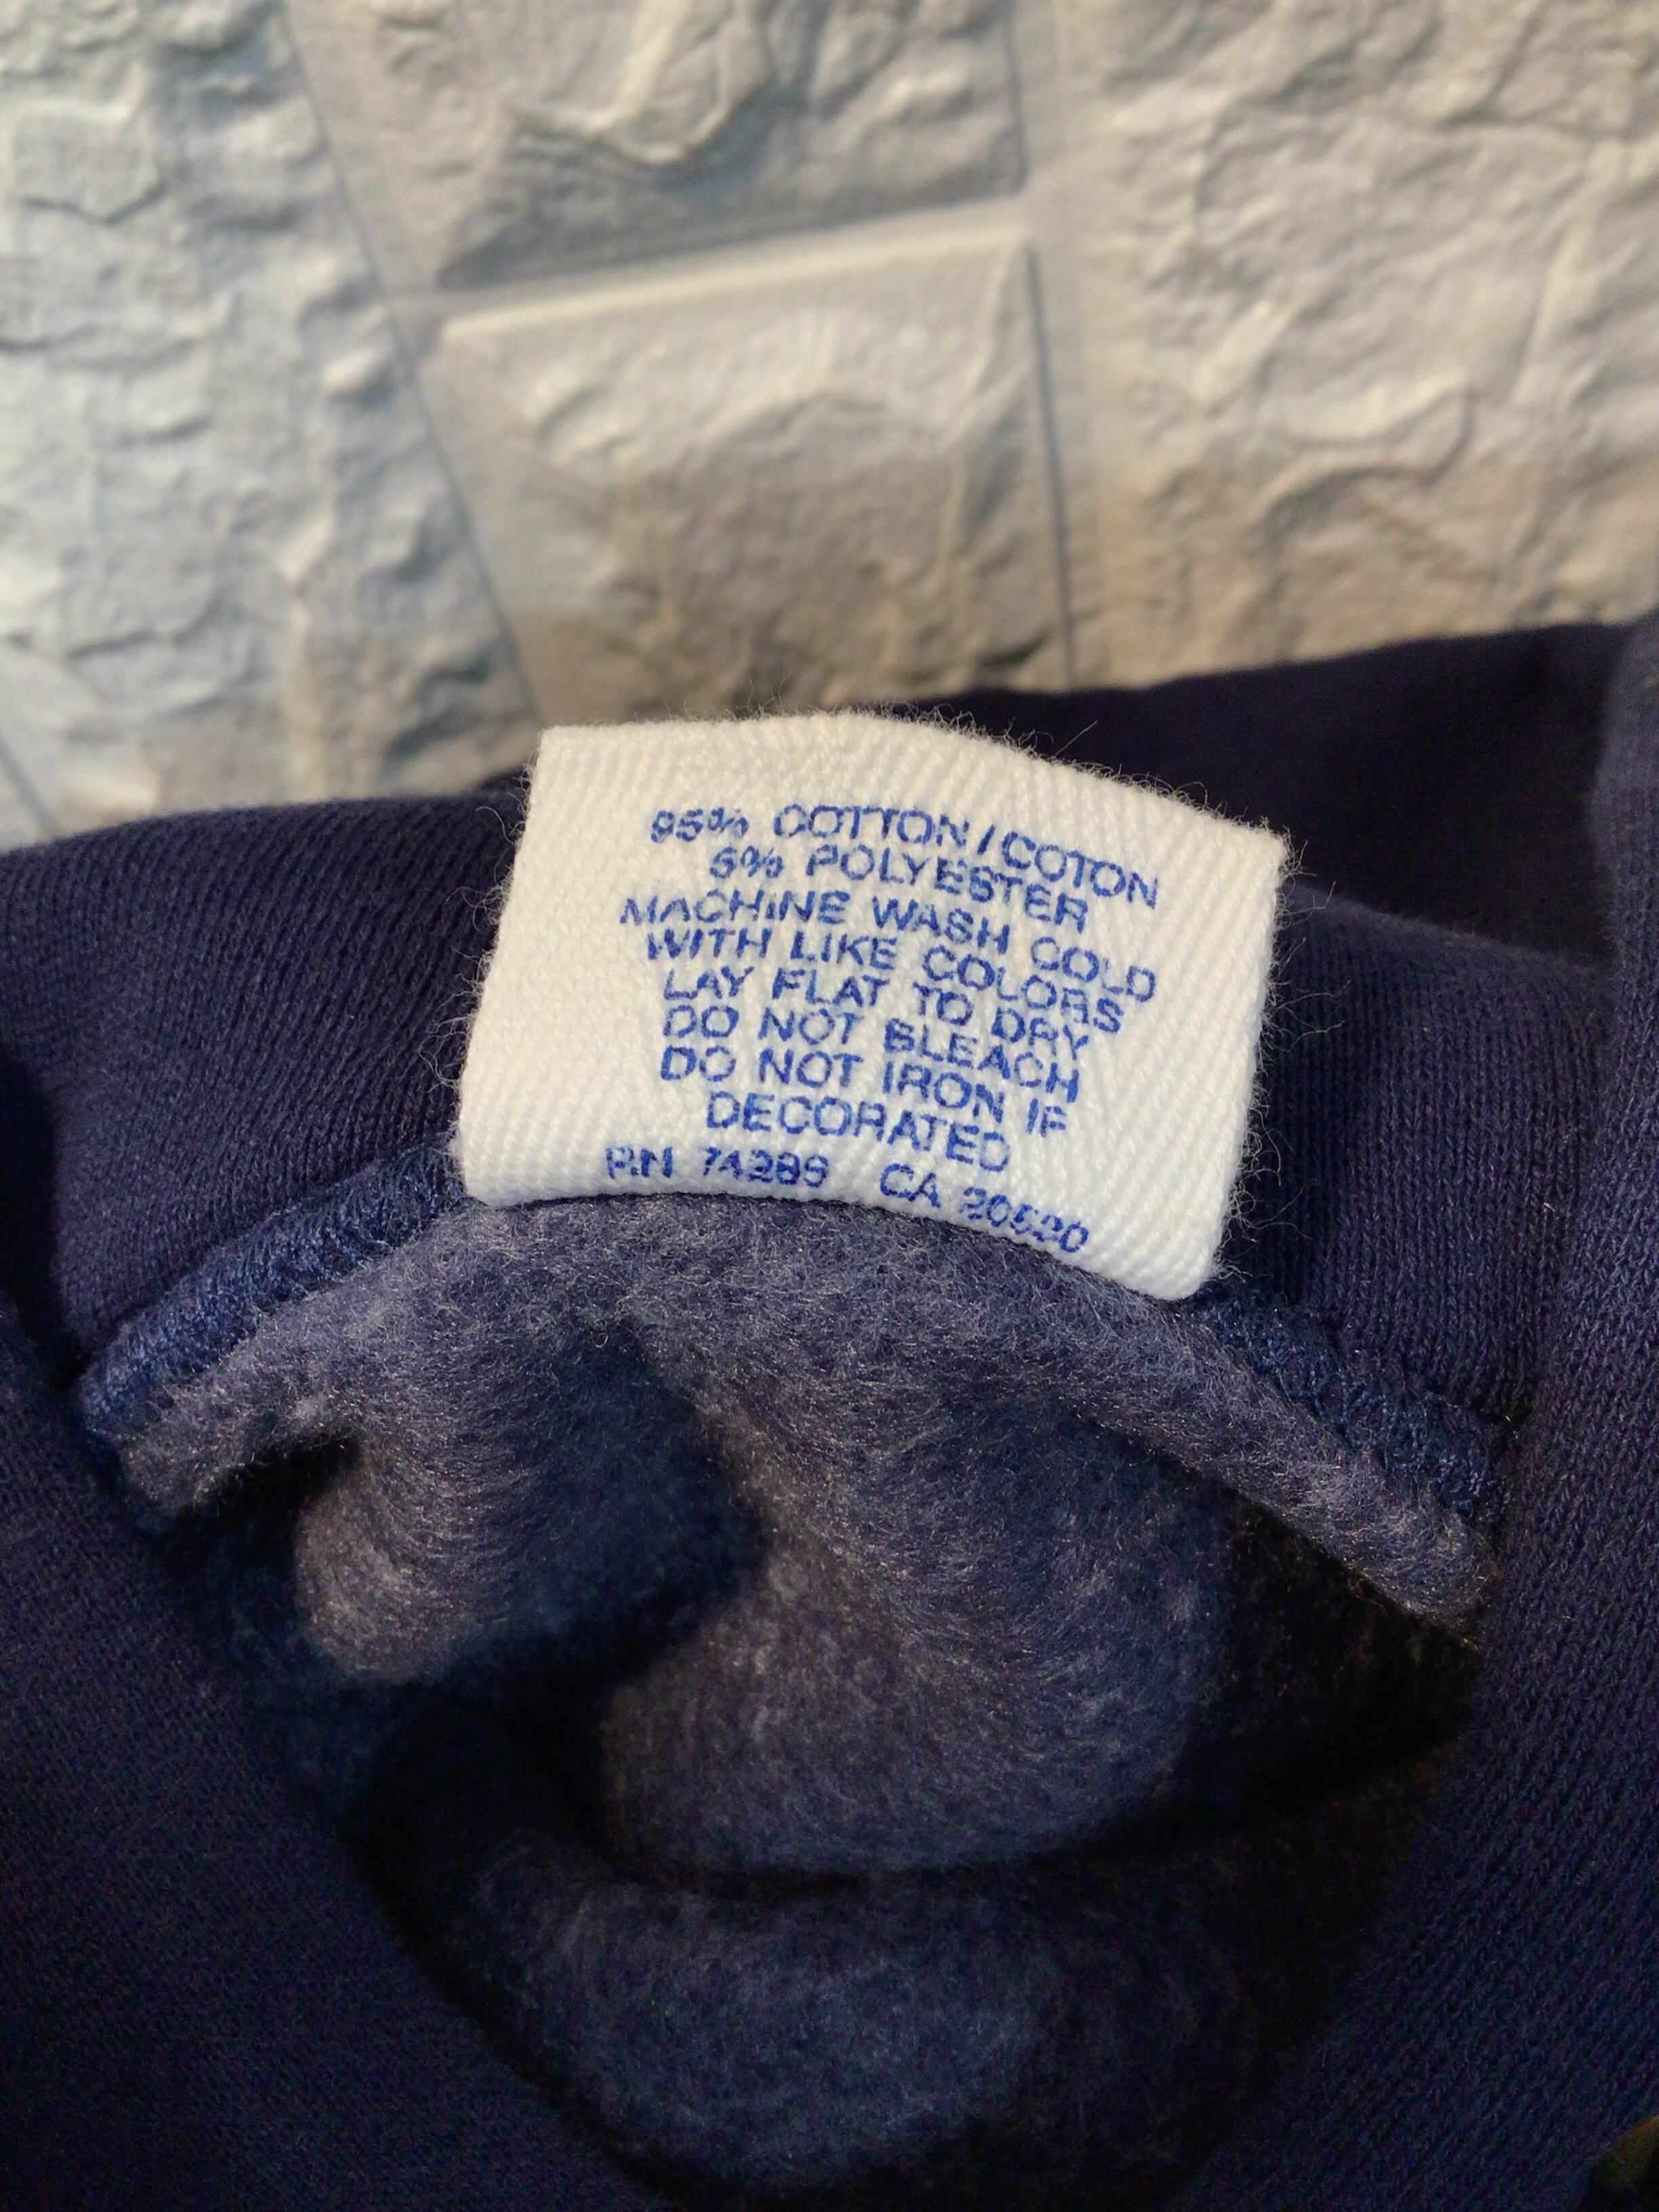 95% COTTON/COTON
5% POLYESTER
MACHINE WASH COLD
WITH LIKE COLORS
LAY FLAT TO DRY
DO NOT BLEACH
DO NOT IRON IF
DECORATED
RN 74289 CA 20520